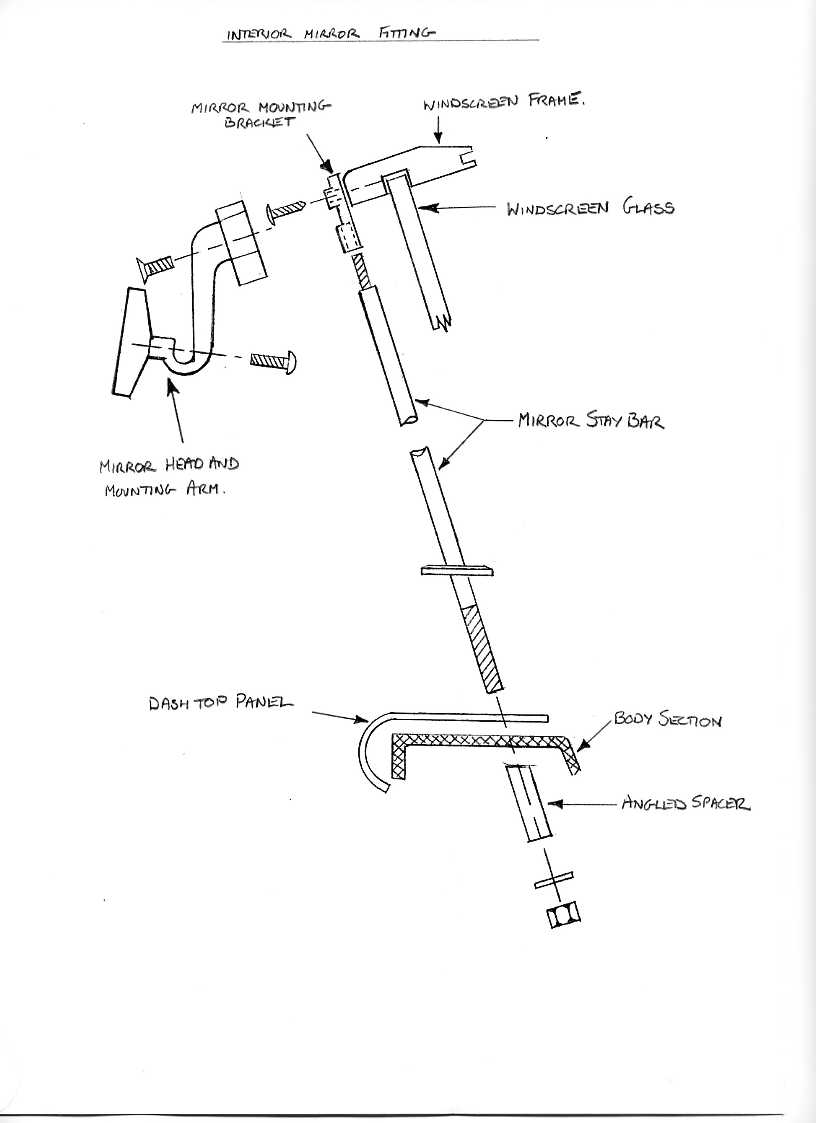 INTERIOR MIRROR FITTING
MIRROR MOUNTING
BRACKET
WINDSCREEN FRAME.
WINDSCREEN GLASS
MIRROR STAY BAR
MIRROR HEAD AND
MOUNTING ARM.
DASH TOP PANEL
BODY SECTION
ANGLED SPACER